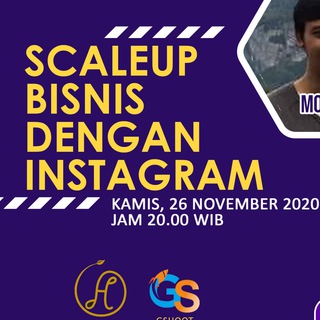 SCALEUP
BISNIS
DENGAN
INSTAGRAM
KAMIS, 26 NOVEMBER 2020
JAM 20.00 WIB
GS